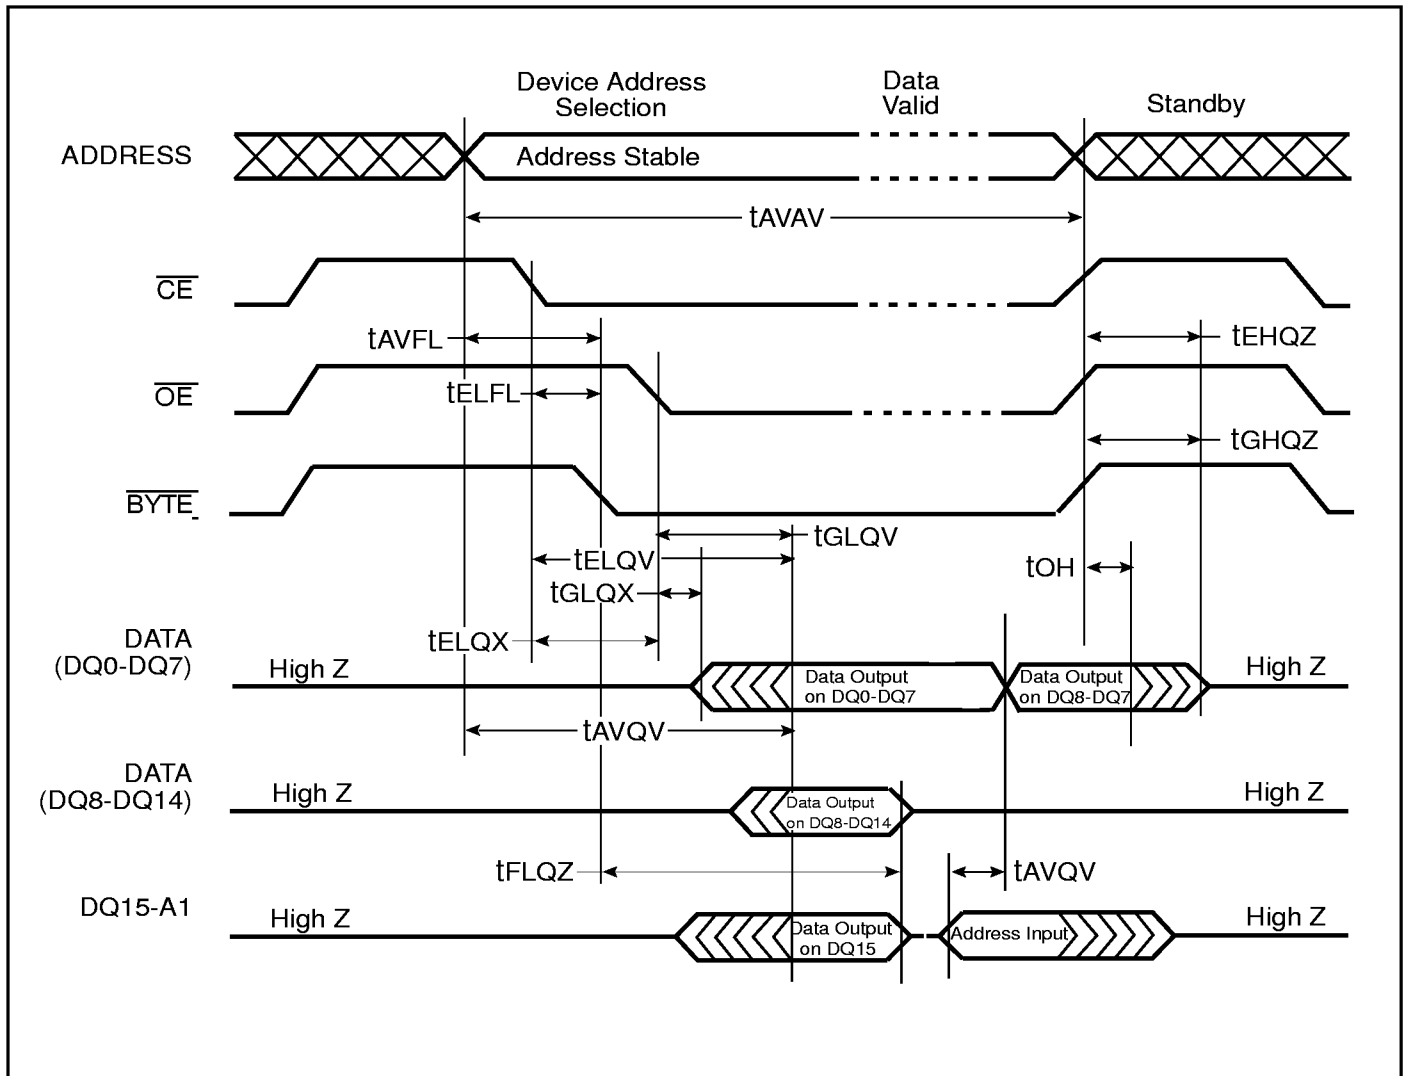 Device Address
Selection
Data
Valid
Standby
ADDRESS
Address Stable
tAVAV
CE
tAVFL
tEHQZ
OE
tELFL
tGHQZ
BYTE
tGLQV
tELQV
tOH
tGLQX
tELQX
DATA
(DQ0-DQ7)
High Z
Data Output
on DQ0-DQ7
Data Output
on DQ8-DQ7
High Z
tAVQV
DATA
(DQ8-DQ14)
High Z
Data Output
on DQ8-DQ14
High Z
tFLQZ
tAVQV
DQ15-A1
High Z
Data Output
on DQ15
Address Input
High Z